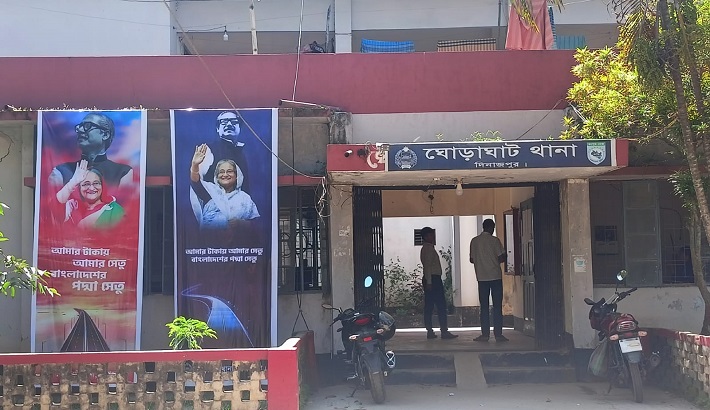 ঘোড়াঘাট থানা
দিনাজপুর ।
আমার টাকায়
আমার সেতু
বাংলাদেশের
পদ্মা সেতু
আমার টাকায় আমার সেতু
বাংলাদেশের পদ্মা সেতু